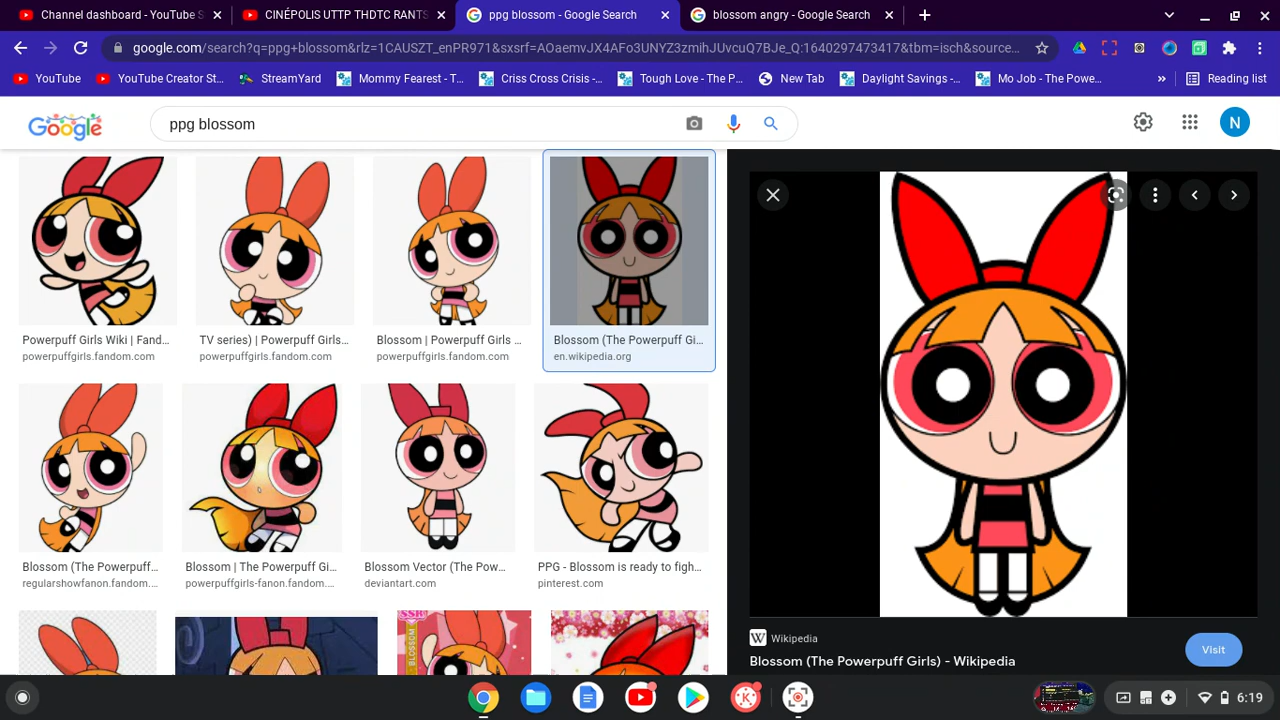 Channel dashboard - YouTube S
CINÉPOLIS UTTP THDTC RANTS
ppg blossom - Google Search
blossom angry - Google Search
google.com/search?q=ppg+blossom&rlz=1CAUSZT_enPR971&sxsrf=AOaemvJX4AFo3UNYZ3zmihJUvcuQ7BJe_Q:1640297473417&tbm=isch&source...
YouTube
YouTube Creator St...
StreamYard
Mommy Fearest - T...
Criss Cross Crisis -...
Tough Love - The P...
New Tab
Daylight Savings -...
Mo Job - The Powe...
Reading list
Google
ppg blossom
N
Powerpuff Girls Wiki | Fand...
powerpuffgirls.fandom.com
TV series) | Powerpuff Girls...
powerpuffgirls.fandom.com
Blossom | Powerpuff Girls ...
powerpuffgirls.fandom.com
Blossom (The Powerpuff Gi...
en.wikipedia.org
Blossom (The Powerpuff...
regularshowfanon.fandom....
Blossom | The Powerpuff Gi...
powerpuffgirls-fanon.fandom....
Blossom Vector (The Pow...
deviantart.com
PPG - Blossom is ready to figh...
pinterest.com
SSR
BLOSSOM
W Wikipedia
Blossom (The Powerpuff Girls) - Wikipedia
Visit
K
6:19